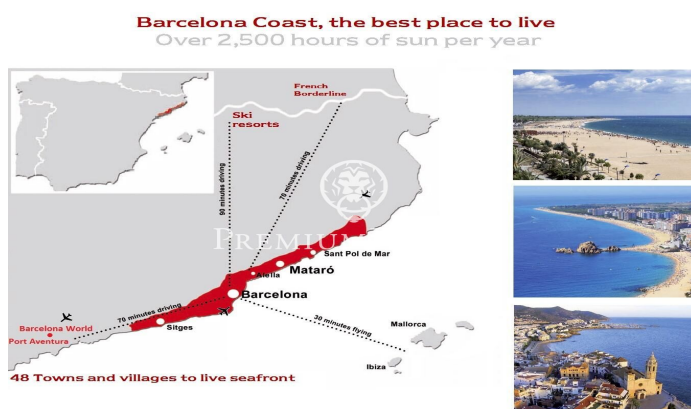 Barcelona Coast, the best place to live
Over 2,500 hours of sun per year
French
Borderline
Ski
resorts
90 minutes driving
70 minutes driving
PREMIUM
Sant Pol de Mar
Mataró
Alella
Barcelona
70 minutes driving
30 minutes flying
Barcelona World
Port Aventura
Sitges
Mallorca
Ibiza
48 Towns and villages to live seafront